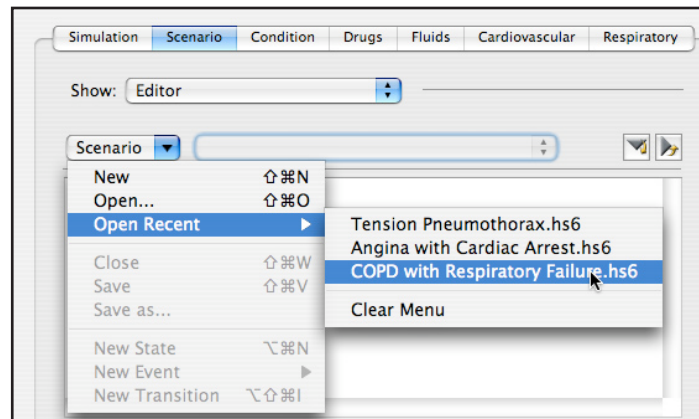 Simulation Scenario Condition Drugs Fluids Cardiovascular Respiratory
Show: Editor
Scenario
New ⇧⌘N
Open... ⇧⌘O
Open Recent
Tension Pneumothorax.hs6
Angina with Cardiac Arrest.hs6
COPD with Respiratory Failure.hs6
Clear Menu
Close ⇧⌘W
Save ⇧⌘V
Save as...
New State ⌥⌘N
New Event
New Transition ⌥⇧⌘I